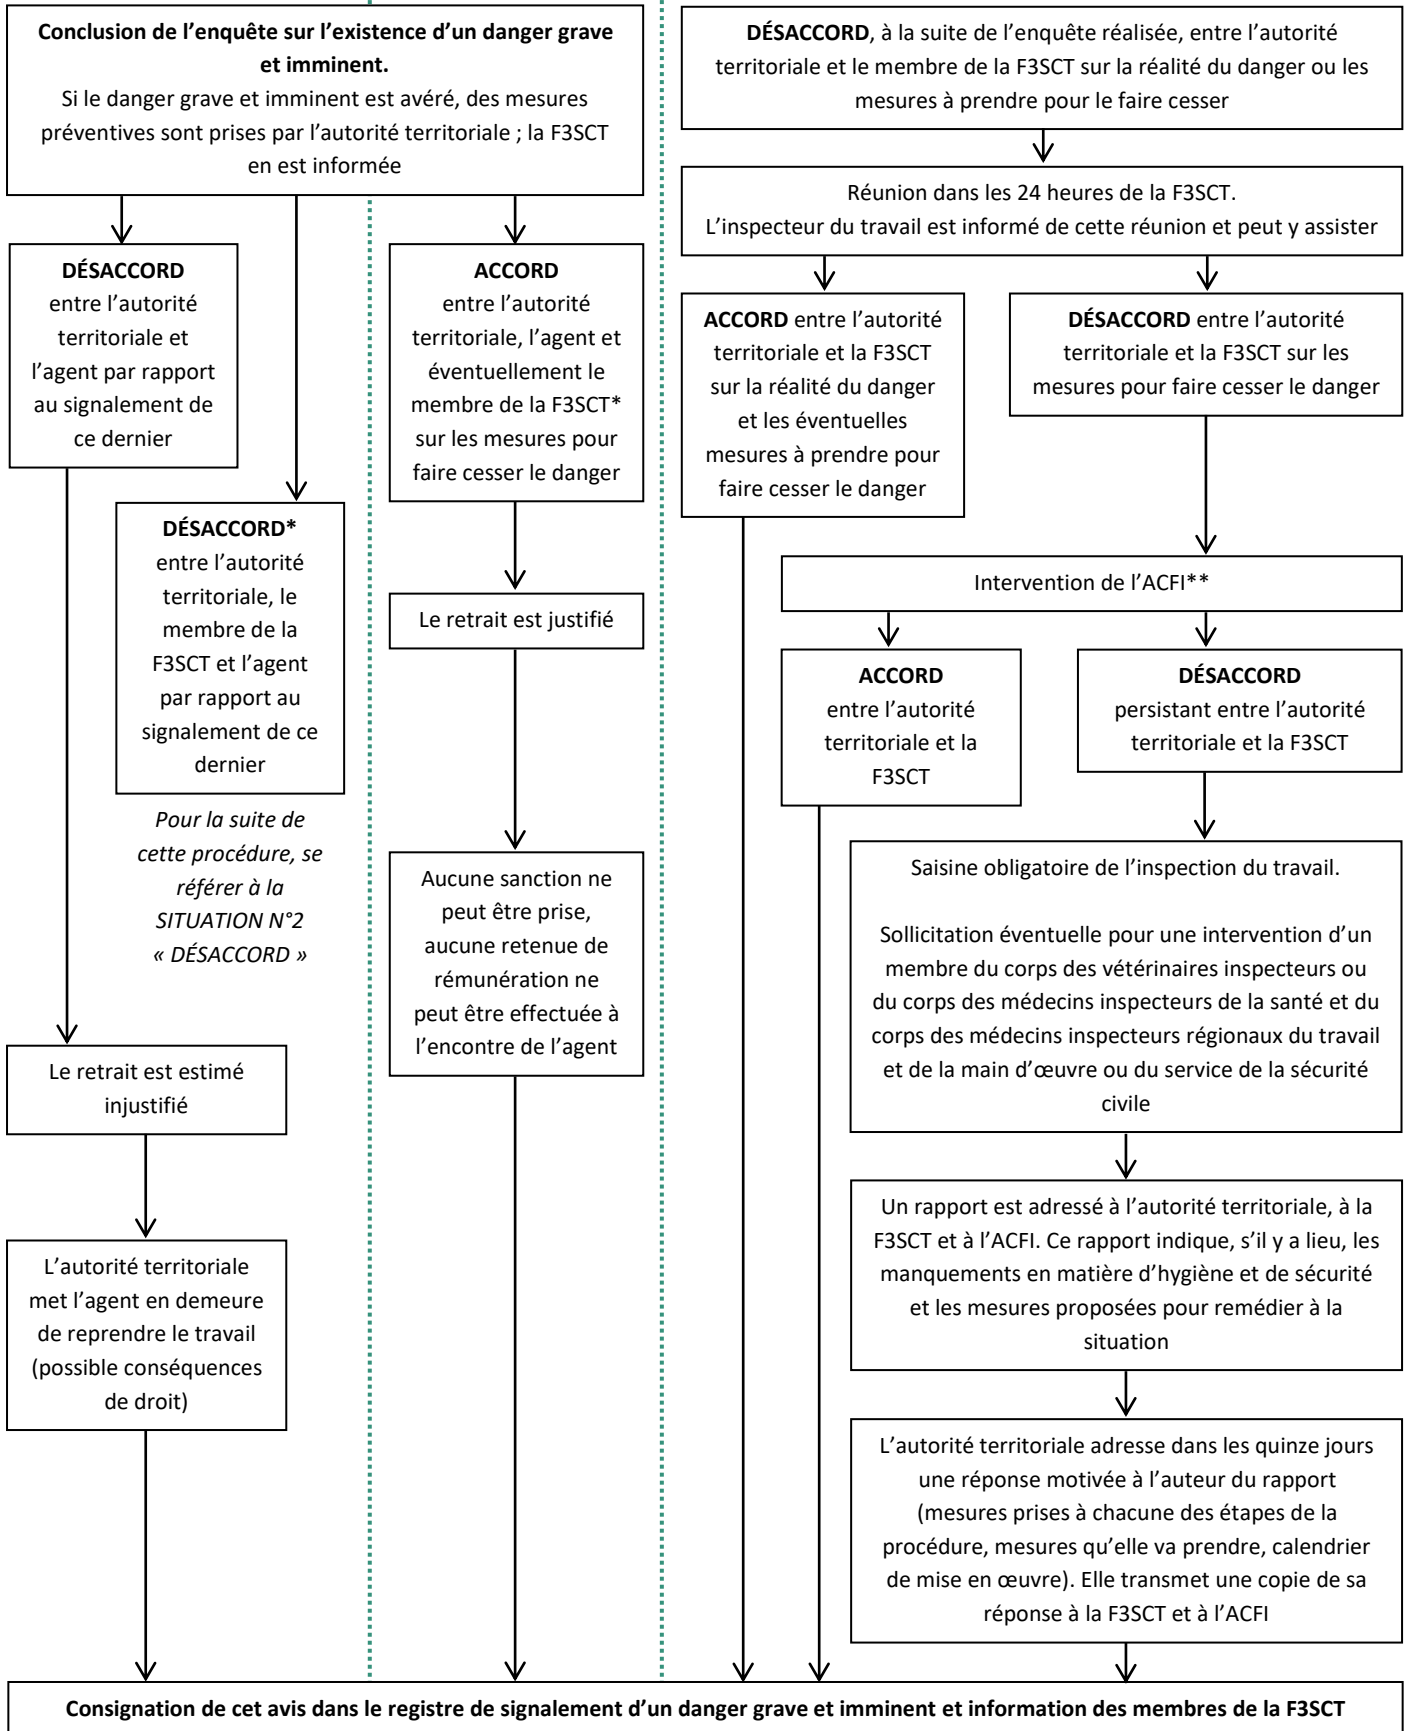 Conclusion de l’enquête sur l’existence d’un danger grave
et imminent.
Si le danger grave et imminent est avéré, des mesures
préventives sont prises par l’autorité territoriale ; la F3SCT
en est informée
DÉSACCORD
entre l’autorité
territoriale et
l’agent par rapport
au signalement de
ce dernier
DÉSACCORD*
entre l’autorité
territoriale, le
membre de la
F3SCT et l’agent
par rapport au
signalement de ce
dernier
Pour la suite de
cette procédure, se
référer à la
SITUATION N°2
« DÉSACCORD »
Le retrait est estimé
injustifié
L’autorité territoriale
met l’agent en demeure
de reprendre le travail
(possible conséquences
de droit)
ACCORD
entre l’autorité
territoriale, l’agent et
éventuellement le
membre de la F3SCT*
sur les mesures pour
faire cesser le danger
Le retrait est justifié
Aucune sanction ne
peut être prise,
aucune retenue de
rémunération ne
peut être effectuée à
l’encontre de l’agent
DÉSACCORD, à la suite de l’enquête réalisée, entre l’autorité
territoriale et le membre de la F3SCT sur la réalité du danger ou les
mesures à prendre pour le faire cesser
Réunion dans les 24 heures de la F3SCT.
L’inspecteur du travail est informé de cette réunion et peut y assister
ACCORD entre l’autorité
territoriale et la F3SCT
sur la réalité du danger
et les éventuelles
mesures à prendre pour
faire cesser le danger
DÉSACCORD entre l’autorité
territoriale et la F3SCT sur les
mesures pour faire cesser le danger
Intervention de l’ACFI**
ACCORD
entre l’autorité
territoriale et la
F3SCT
DÉSACCORD
persistant entre l’autorité
territoriale et la F3SCT
Saisine obligatoire de l’inspection du travail.
Sollicitation éventuelle pour une intervention d’un
membre du corps des vétérinaires inspecteurs ou
du corps des médecins inspecteurs de la santé et du
corps des médecins inspecteurs régionaux du travail
et de la main d’œuvre ou du service de la sécurité
civile
Un rapport est adressé à l’autorité territoriale, à la
F3SCT et à l’ACFI. Ce rapport indique, s’il y a lieu, les
manquements en matière d’hygiène et de sécurité
et les mesures proposées pour remédier à la
situation
L’autorité territoriale adresse dans les quinze jours
une réponse motivée à l’auteur du rapport
(mesures prises à chacune des étapes de la
procédure, mesures qu’elle va prendre, calendrier
de mise en œuvre). Elle transmet une copie de sa
réponse à la F3SCT et à l’ACFI
Consignation de cet avis dans le registre de signalement d’un danger grave et imminent et information des membres de la F3SCT